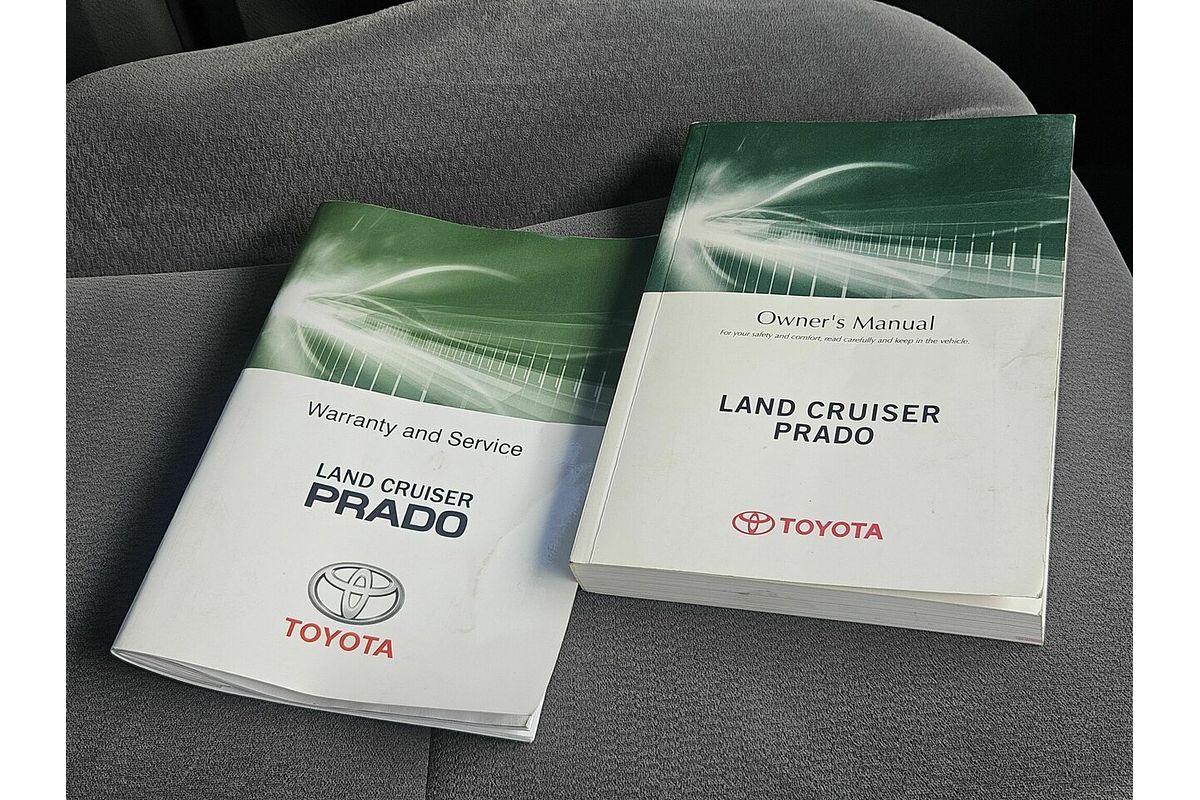 Warranty and Service
LAND CRUISER
PRADO
TOYOTA
Owner's Manual
For your safety and comfort, read carefully and keep in the vehicle.
LAND CRUISER
PRADO
TOYOTA